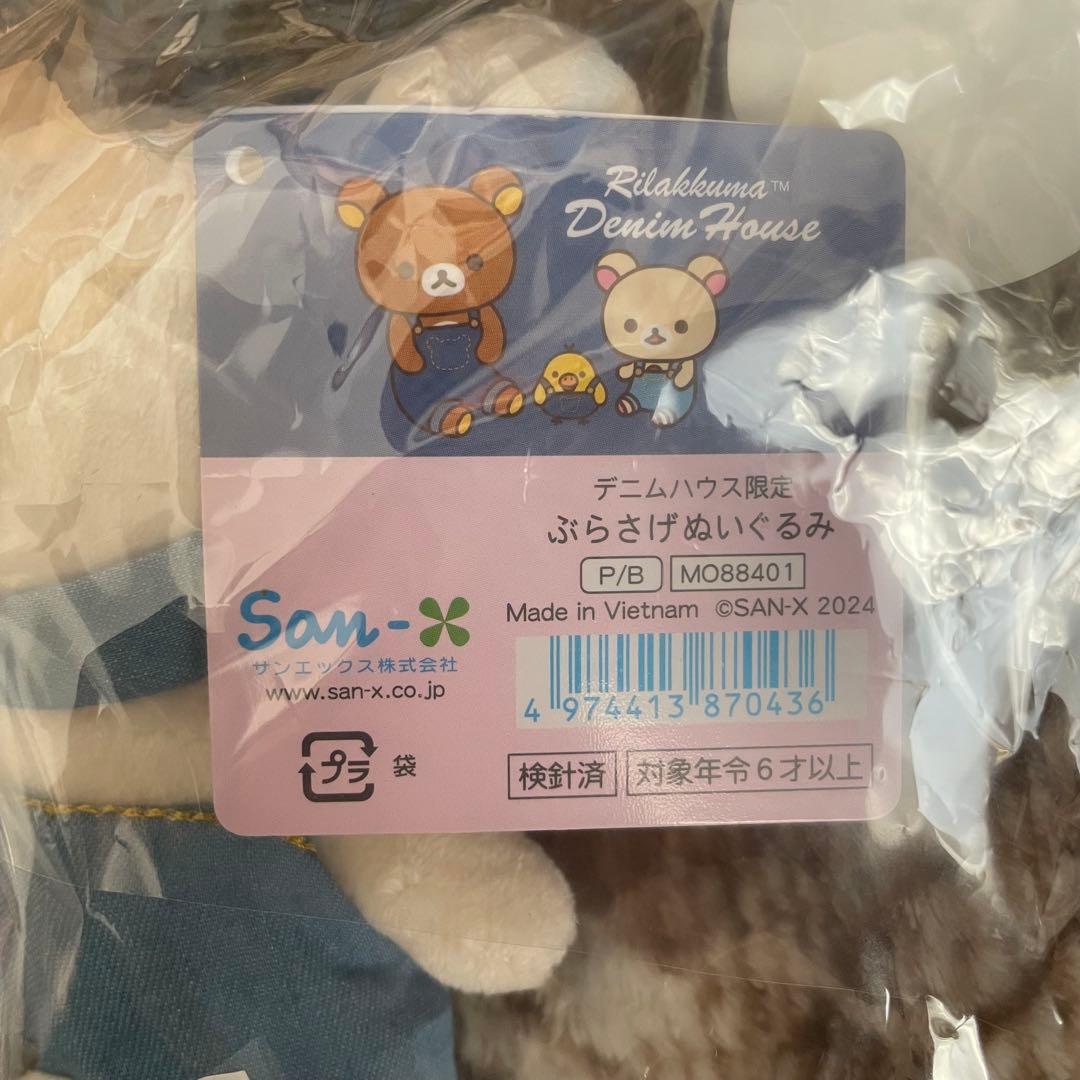 Rilakkuma™
Denim House
デニムハウス限定
ぶらさげぬいぐるみ
P/B MO88401
Made in Vietnam ©SAN-X 2024
San-X
サンエックス株式会社
www.san-x.co.jp
4 974413 870436
プラ 袋
検針済 対象年令6才以上